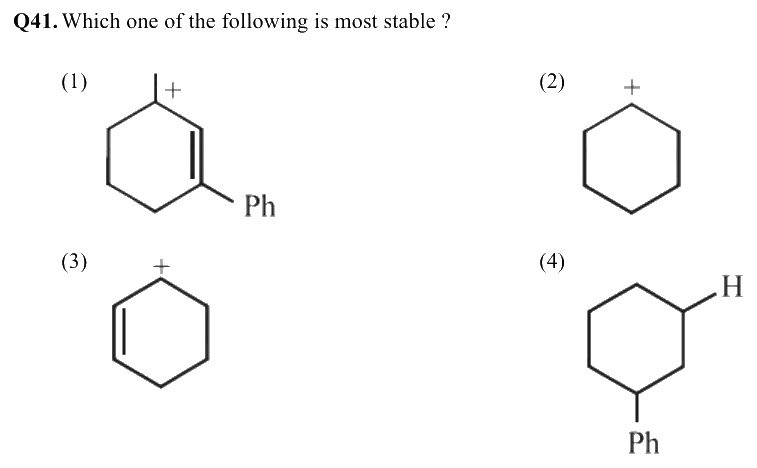 Q41. Which one of the following is most stable ?
(1)
+
Ph
(2)
+
(3)
+
(4)
H
Ph